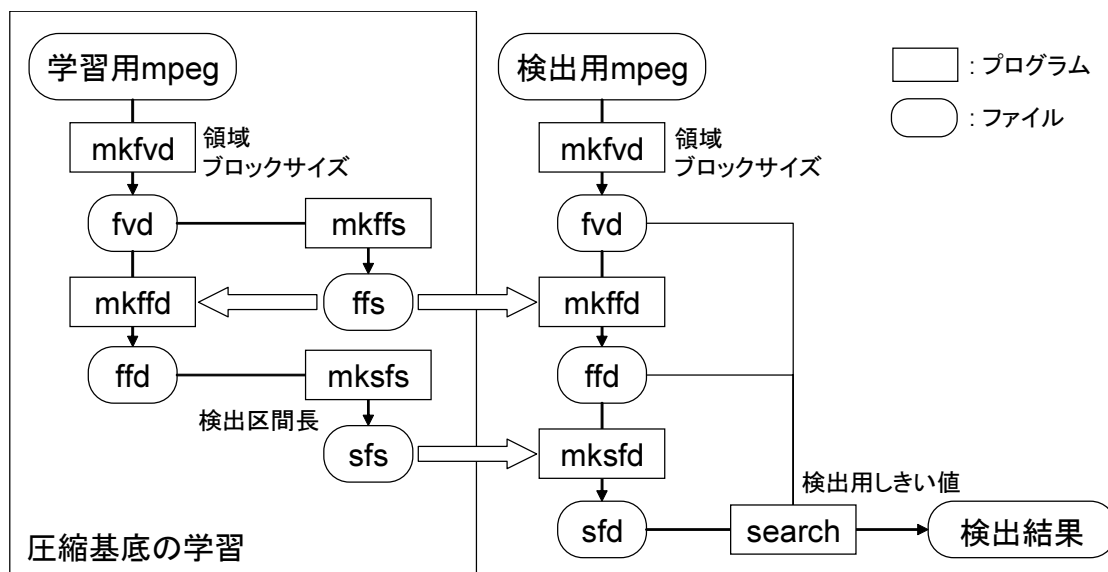 学習用mpeg
mkfvd
領域
ブロックサイズ
fvd
mkffs
mkffd
ffs
ffd
mksfs
検出区間長
sfs
圧縮基底の学習
検出用mpeg
mkfvd
領域
ブロックサイズ
fvd
mkffd
ffd
mksfd
検出用しきい値
sfd
search
検出結果
: プログラム
: ファイル